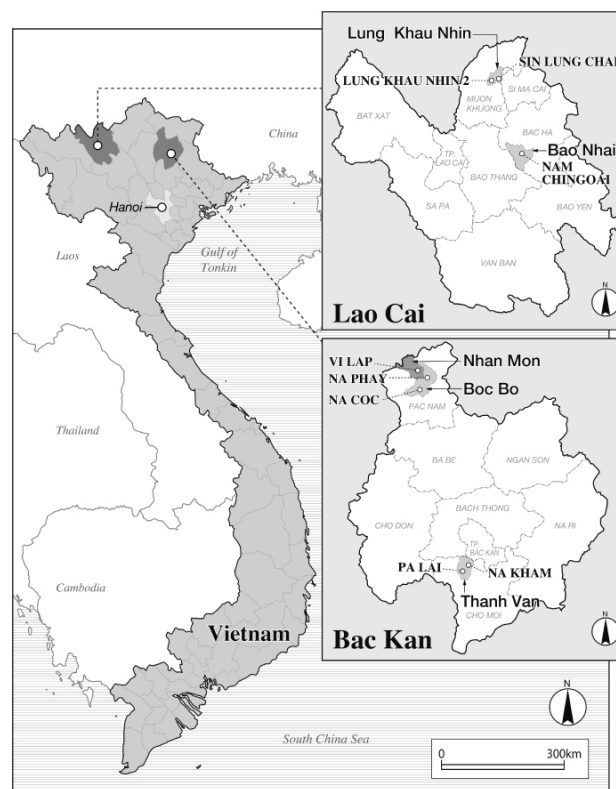 China
Hanoi
Laos
Gulf of
Tonkin
Thailand
Cambodia
Vietnam
South China Sea
N
0 300km
Lung Khau Nhin
SIN LUNG CHAI
LUNG KHAU NHIN 2
MUON
KHUONG
SI MA CAI
BAT XAT
BAC HA
Bao Nhai
TP.
LAO CAI
NAM
CHINGOAI
BAO THANG
SA PA
BAO YEN
VAN BAN
N
Lao Cai
VI LAP
Nhan Mon
NA PHAY
NA COC
Boc Bo
PAC NAM
BA BE
NGAN SON
BACH THONG
CHO DON
NA RI
TP.
BAC KAN
PA LAI
NA KHAM
Thanh Van
CHO MOI
N
Bac Kan